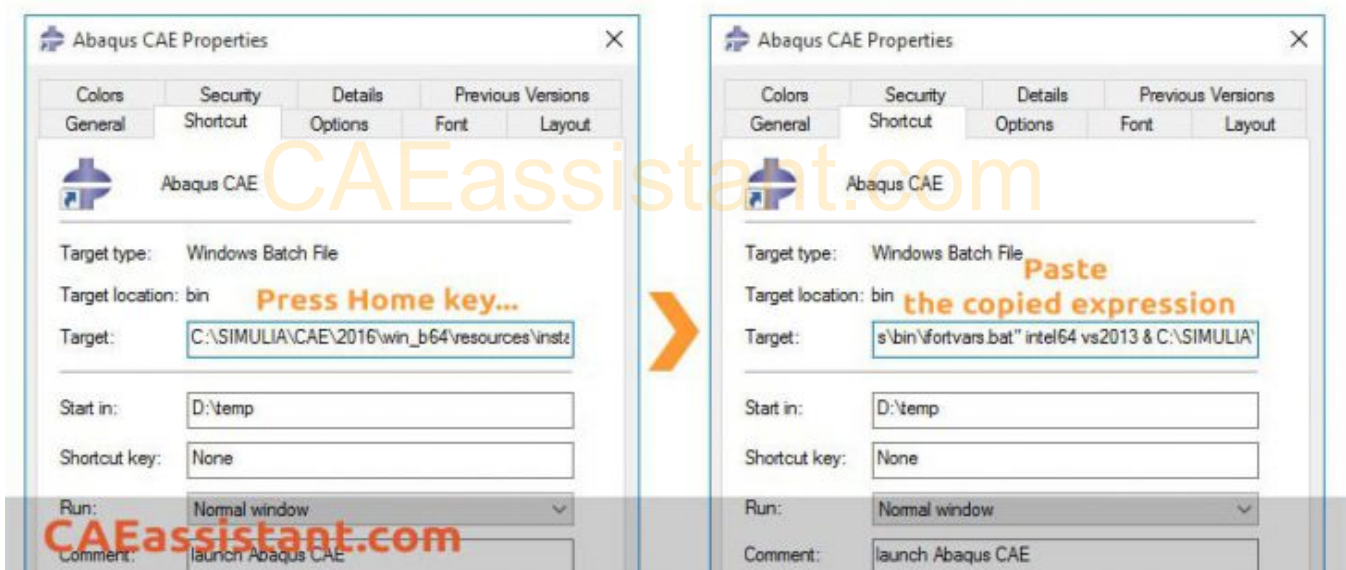 Abaqus CAE Properties
Colors Security Details Previous Versions
General Shortcut Options Font Layout
Abaqus CAE
Target type: Windows Batch File
Target location: bin
Press Home key...
Target: C:\SIMULIA\CAE\2016\win_b64\resources\insta
Start in: D:\temp
Shortcut key: None
Run: Normal window
Comment: launch Abaqus CAE
Abaqus CAE Properties
Colors Security Details Previous Versions
General Shortcut Options Font Layout
Abaqus CAE
Target type: Windows Batch File
Paste
Target location: bin
the copied expression
Target: s\bin\ifortvars.bat" intel64 vs2013 & C:\SIMULIA\
Start in: D:\temp
Shortcut key: None
Run: Normal window
Comment: launch Abaqus CAE
CAEassistant.com
CAEassistant.com